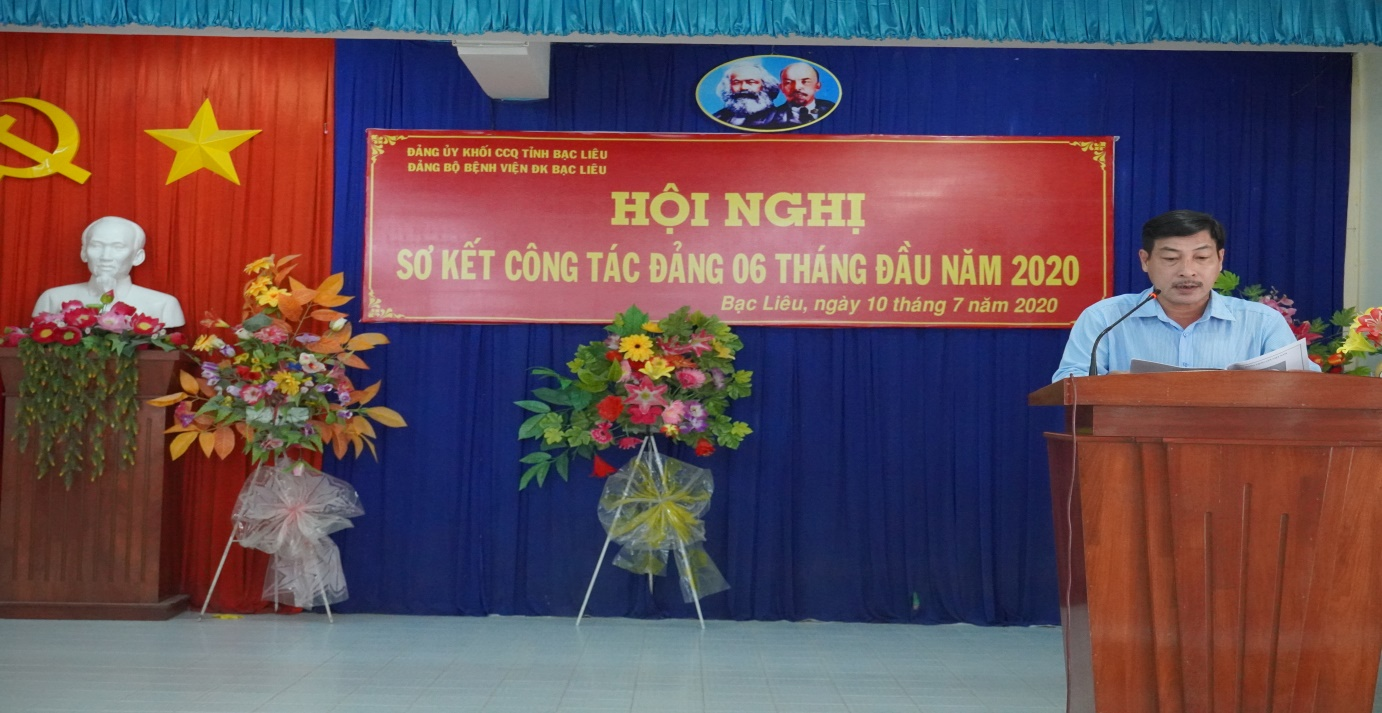 ĐẢNG ỦY KHỐI CCQ TỈNH BẠC LIÊU
ĐẢNG BỘ BỆNH VIỆN ĐK BẠC LIÊU
HỘI NGHỊ
SƠ KẾT CÔNG TÁC ĐẢNG 06 THÁNG ĐẦU NĂM 2020
Bạc Liêu, ngày 10 tháng 7 năm 2020